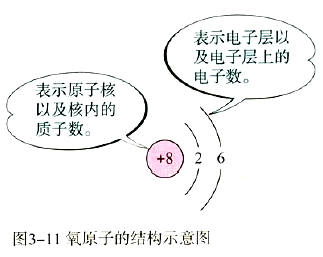 表示电子层以
及电子层上的
电子数。
表示原子核
以及核内的
质子数。
+8 2 6
图3-11 氧原子的结构示意图